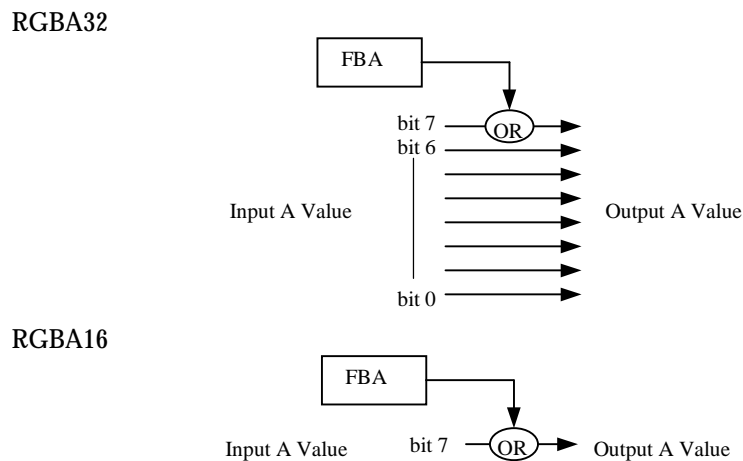 RGBA32
FBA
bit 7
OR
bit 6
Input A Value
Output A Value
bit 0
RGBA16
FBA
Input A Value
bit 7
OR
Output A Value